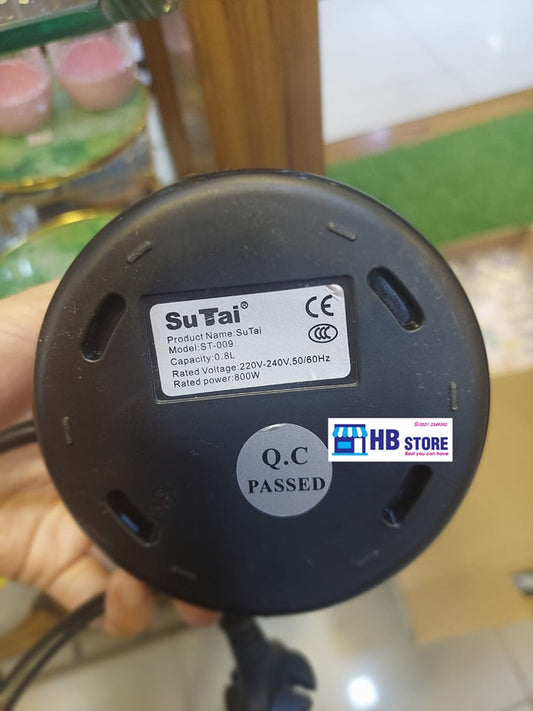 SuTai®
Product Name:SuTai
Model:ST-009
Capacity:0.8L
Rated Voltage:220V-240V,50/60Hz
Rated power:800W
CE
CCC
HB STORE
Best you can have
Q.C
PASSED